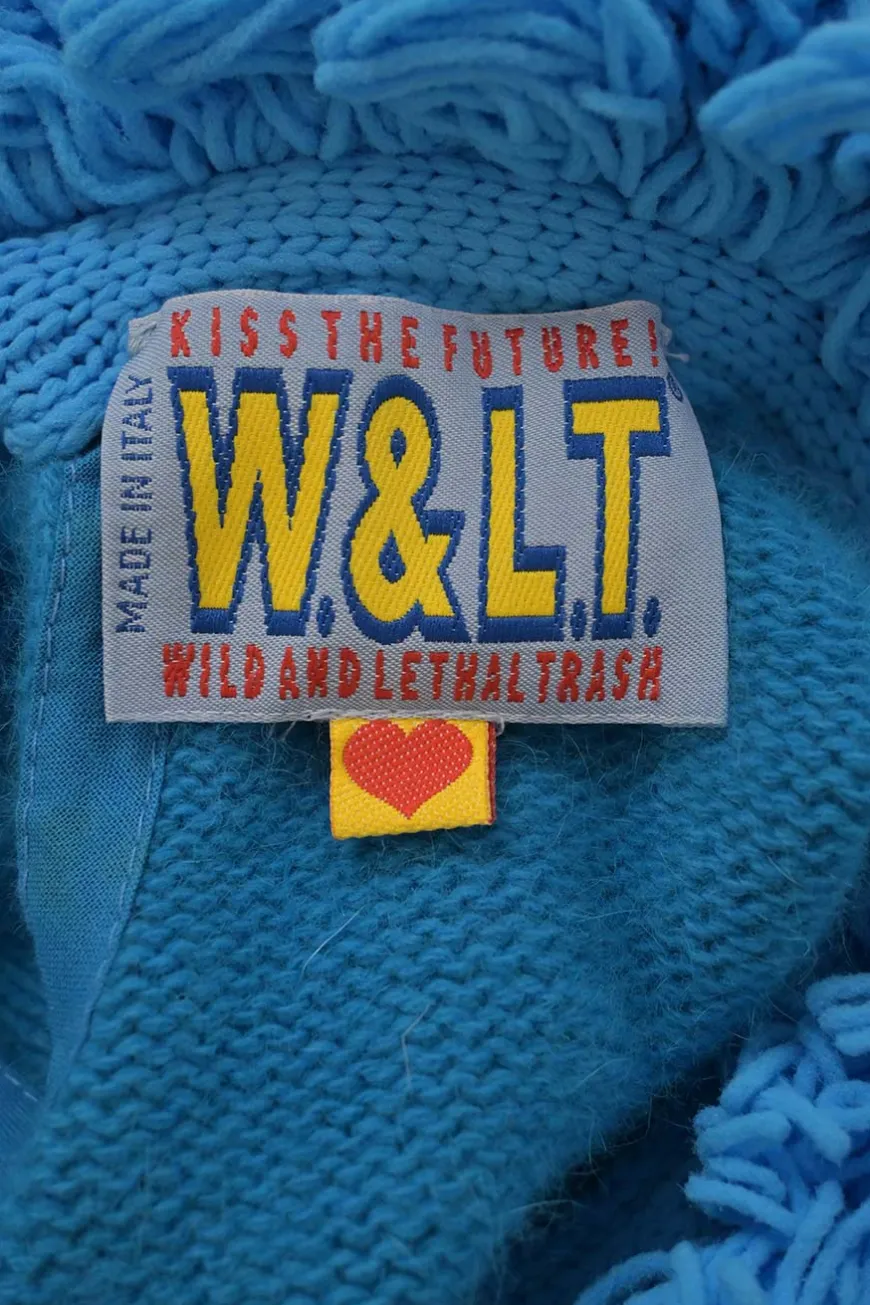 KISS THE FUTURE!
W.&L.T.®
WILD AND LETHAL TRASH
MADE IN ITALY